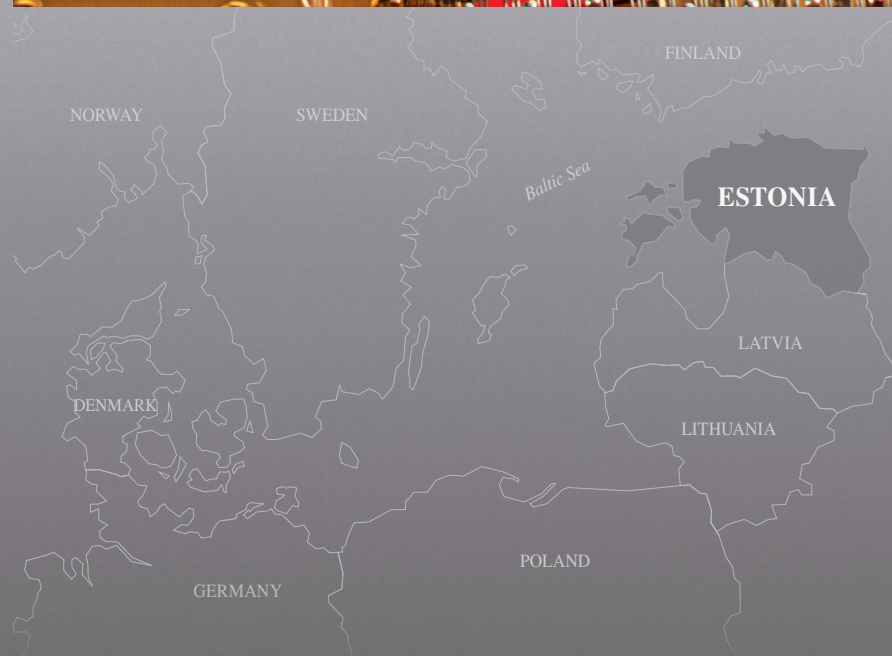 FINLAND
NORWAY
SWEDEN
Baltic Sea
ESTONIA
LATVIA
DENMARK
LITHUANIA
POLAND
GERMANY